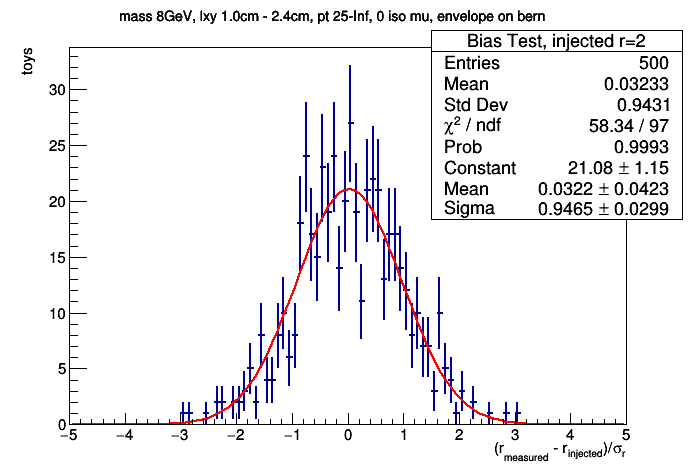 mass 8GeV, lxy 1.0cm - 2.4cm, pt 25-Inf, 0 iso mu, envelope on bern
Bias Test, injected r=2
Entries 500
Mean 0.03233
Std Dev 0.9431
χ² / ndf 58.34 / 97
Prob 0.9993
Constant 21.08 ± 1.15
Mean 0.0322 ± 0.0423
Sigma 0.9465 ± 0.0299
toys
30
25
20
15
10
5
0
−5 −4 −3 −2 −1 0 1 2 3 4 5
(r_measured - r_injected)/σ_r